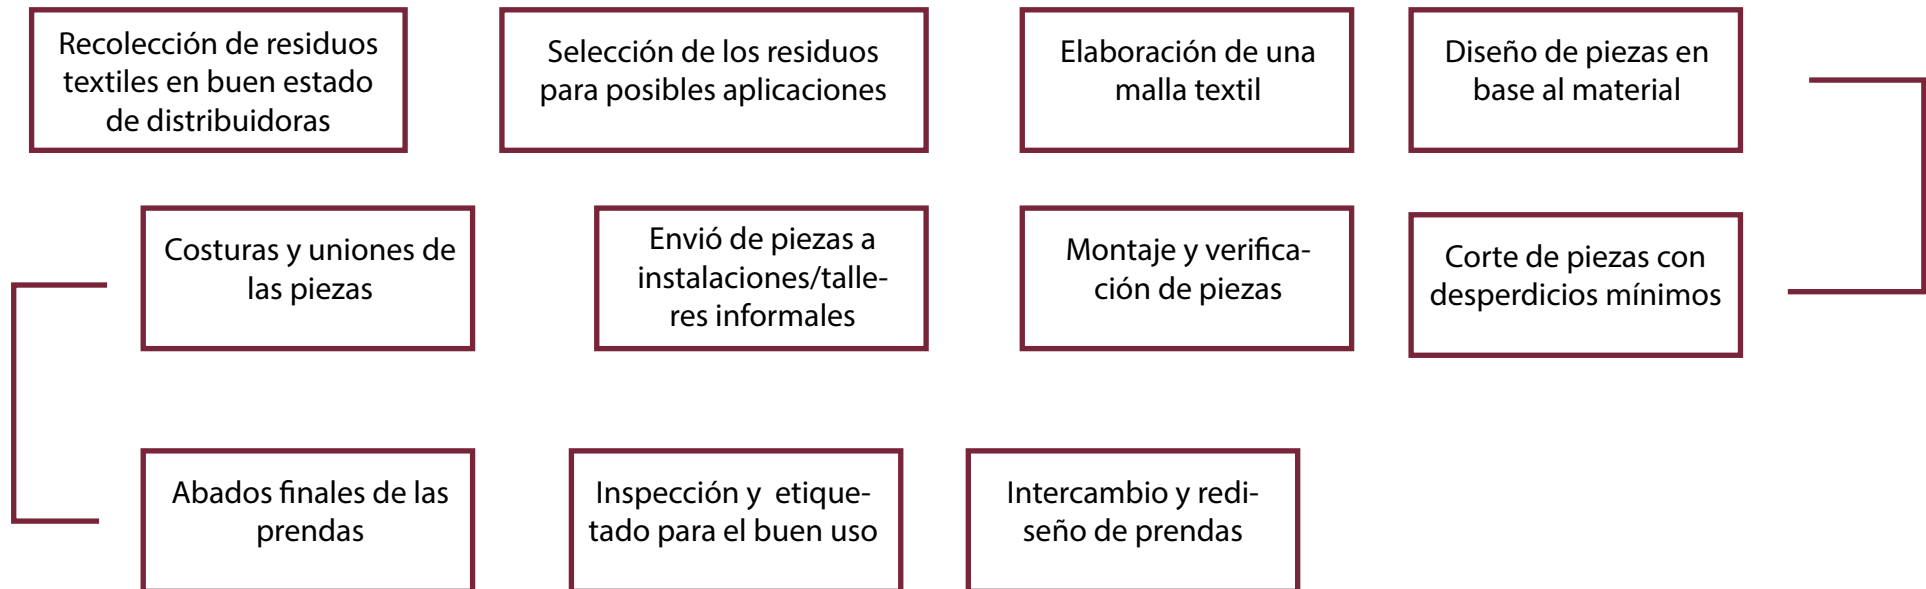 Recolección de residuos
textiles en buen estado
de distribuidoras
Selección de los residuos
para posibles aplicaciones
Elaboración de una
malla textil
Diseño de piezas en
base al material
Costuras y uniones de
las piezas
Envió de piezas a
instalaciones/talle-
res informales
Montaje y verifica-
ción de piezas
Corte de piezas con
desperdicios mínimos
Abados finales de las
prendas
Inspección y  etique-
tado para el buen uso
Intercambio y redi-
seño de prendas